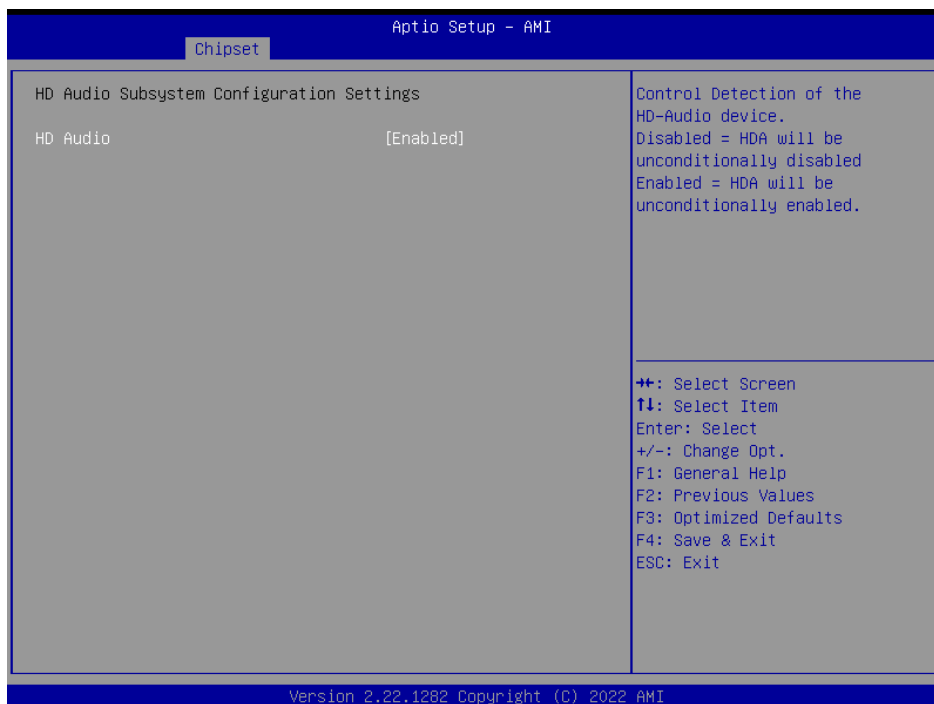 Aptio Setup – AMI
Chipset
HD Audio Subsystem Configuration Settings
HD Audio [Enabled]
Control Detection of the
HD-Audio device.
Disabled = HDA will be
unconditionally disabled
Enabled = HDA will be
unconditionally enabled.
→←: Select Screen
↑↓: Select Item
Enter: Select
+/-: Change Opt.
F1: General Help
F2: Previous Values
F3: Optimized Defaults
F4: Save & Exit
ESC: Exit
Version 2.22.1282 Copyright (C) 2022 AMI